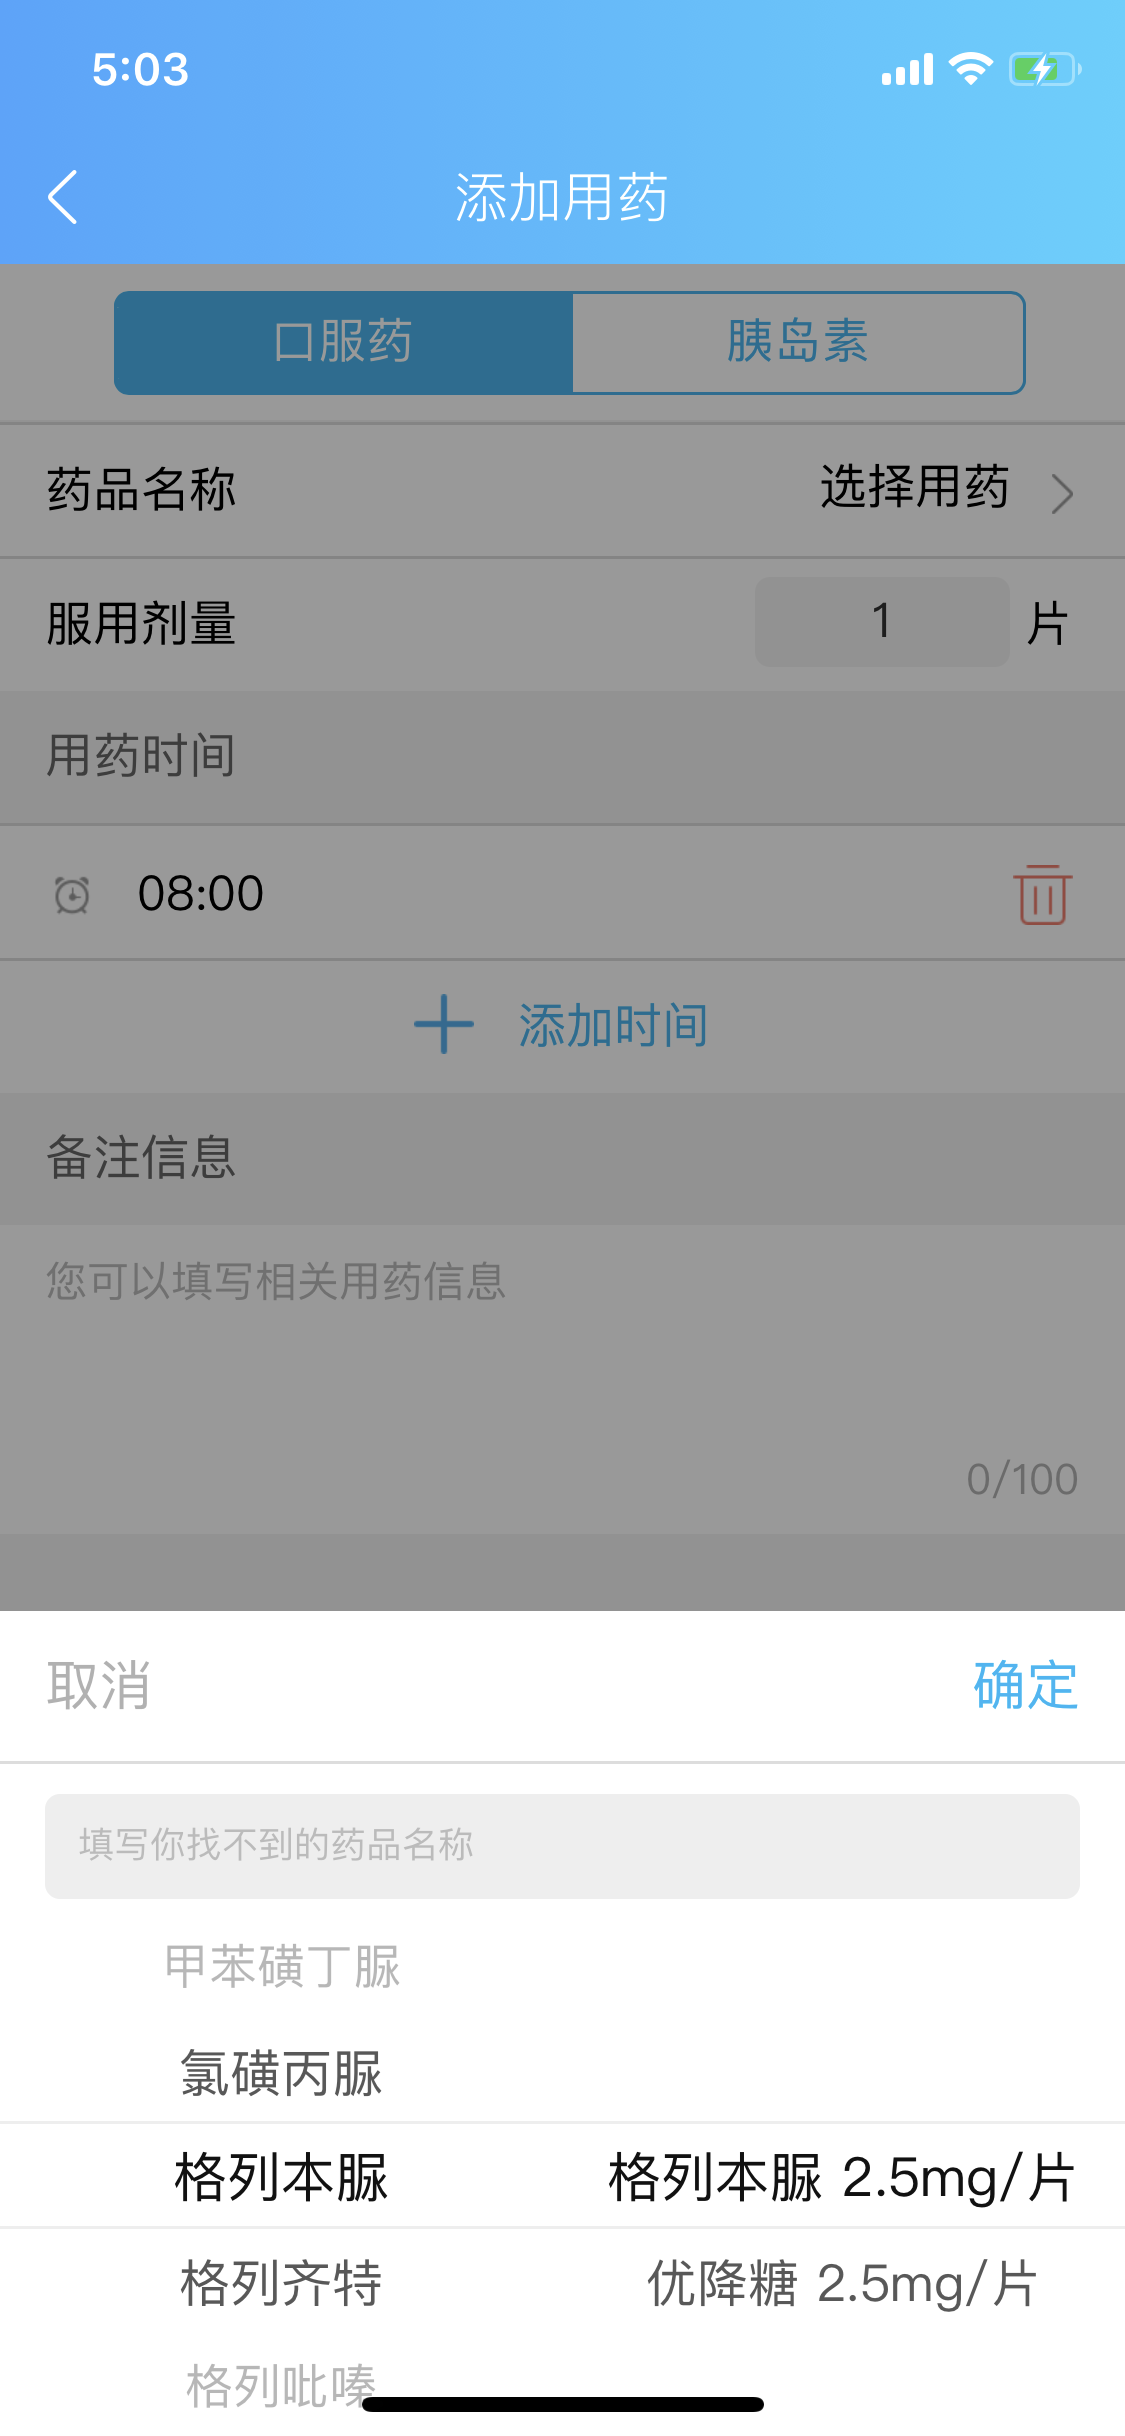 5:03
添加用药
口服药 胰岛素
药品名称 选择用药
服用剂量 1 片
用药时间
08:00
添加时间
备注信息
您可以填写相关用药信息
0/100
取消 确定
填写你找不到的药品名称
甲苯磺丁脲
氯磺丙脲
格列本脲 格列本脲 2.5mg/片
格列齐特 优降糖 2.5mg/片
格列吡嗪